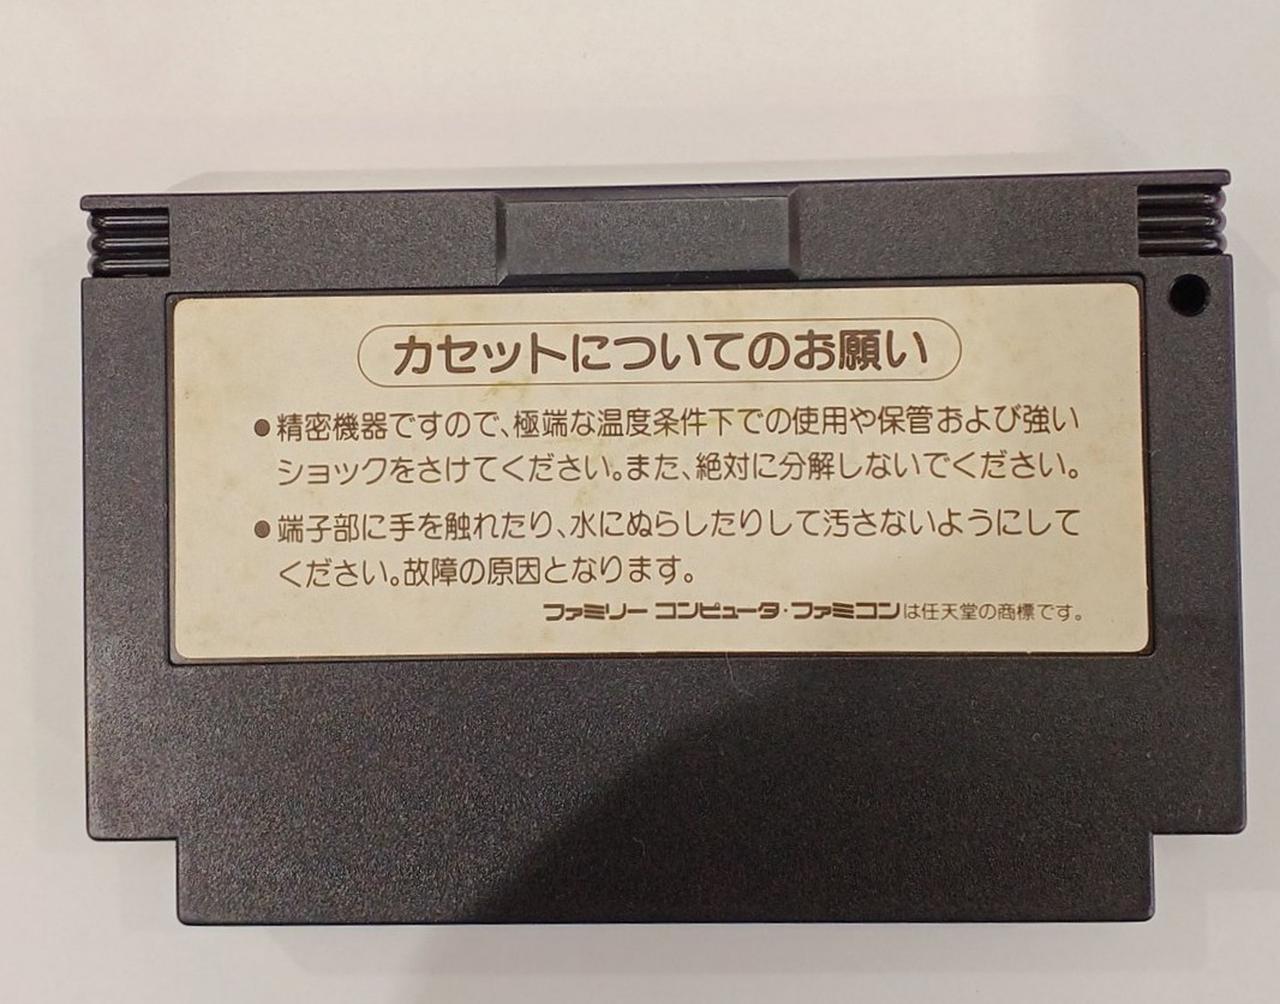 カセットについてのお願い
●精密機器ですので、極端な温度条件下での使用や保管および強い
ショックをさけてください。また、絶対に分解しないでください。
●端子部に手を触れたり、水にぬらしたりして汚さないようにして
ください。故障の原因となります。
ファミリー コンピュータ・ファミコンは任天堂の商標です。